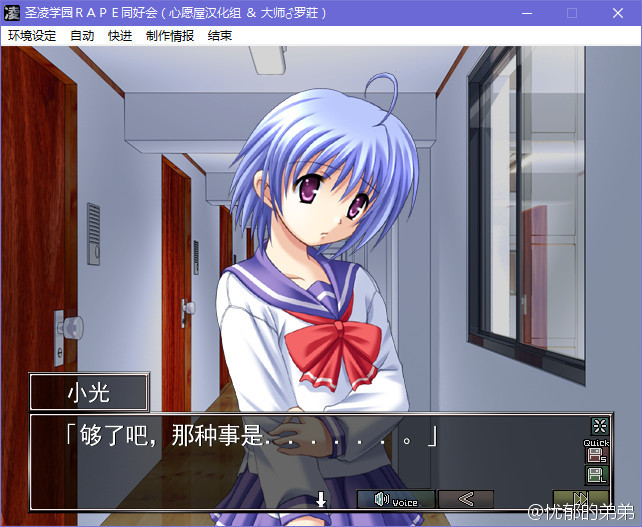 圣凌学园ＲＡＰＥ同好会（心愿屋汉化组 ＆ 大师♂罗莊）
环境设定 自动 快进 制作情报 结束
小光
「够了吧，那种事是．．．．．．。」
Quick
S
L
Voice
@忧郁的弟弟